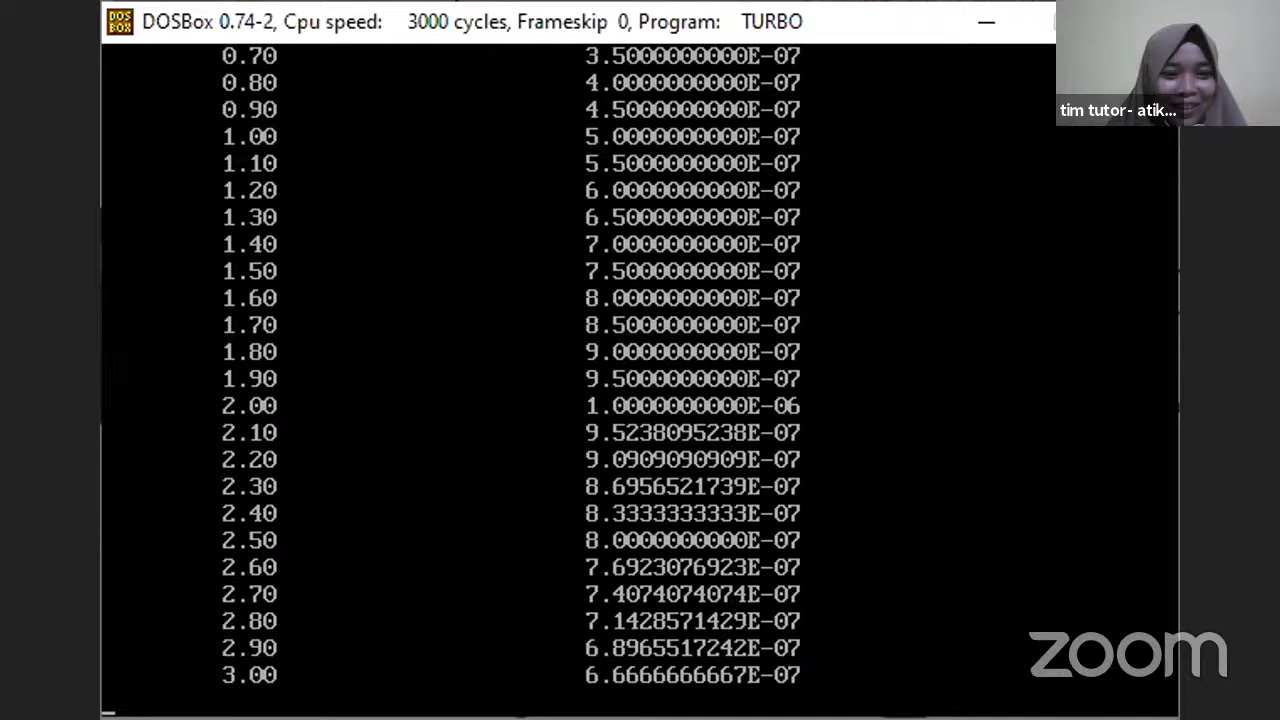 DOSBox 0.74-2, Cpu speed: 3000 cycles, Frameskip 0, Program: TURBO
0.70 3.5000000000E-07
0.80 4.0000000000E-07
0.90 4.5000000000E-07
1.00 5.0000000000E-07
1.10 5.5000000000E-07
1.20 6.0000000000E-07
1.30 6.5000000000E-07
1.40 7.0000000000E-07
1.50 7.5000000000E-07
1.60 8.0000000000E-07
1.70 8.5000000000E-07
1.80 9.0000000000E-07
1.90 9.5000000000E-07
2.00 1.0000000000E-06
2.10 9.5238095238E-07
2.20 9.0909090909E-07
2.30 8.6956521739E-07
2.40 8.3333333333E-07
2.50 8.0000000000E-07
2.60 7.6923076923E-07
2.70 7.4074074074E-07
2.80 7.1428571429E-07
2.90 6.8965517242E-07
3.00 6.6666666667E-07
tim tutor- atik...
DOS BOX
zoom